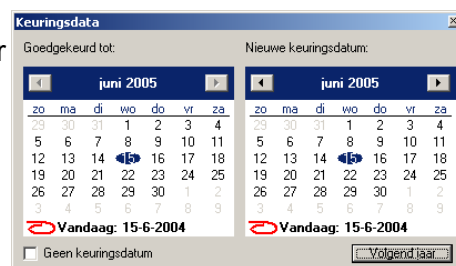 Keuringsdata
r
Goedgekeurd tot:
juni 2005
zo ma di wo do vr za
29 30 31 1 2 3 4
5 6 7 8 9 10 11
12 13 14 15 16 17 18
19 20 21 22 23 24 25
26 27 28 29 30 1 2
3 4 5 6 7 8 9
Vandaag: 15-6-2004
Geen keuringsdatum
Nieuwe keuringsdatum:
juni 2005
zo ma di wo do vr za
29 30 31 1 2 3 4
5 6 7 8 9 10 11
12 13 14 15 16 17 18
19 20 21 22 23 24 25
26 27 28 29 30 1 2
3 4 5 6 7 8 9
Vandaag: 15-6-2004
Volgend jaar